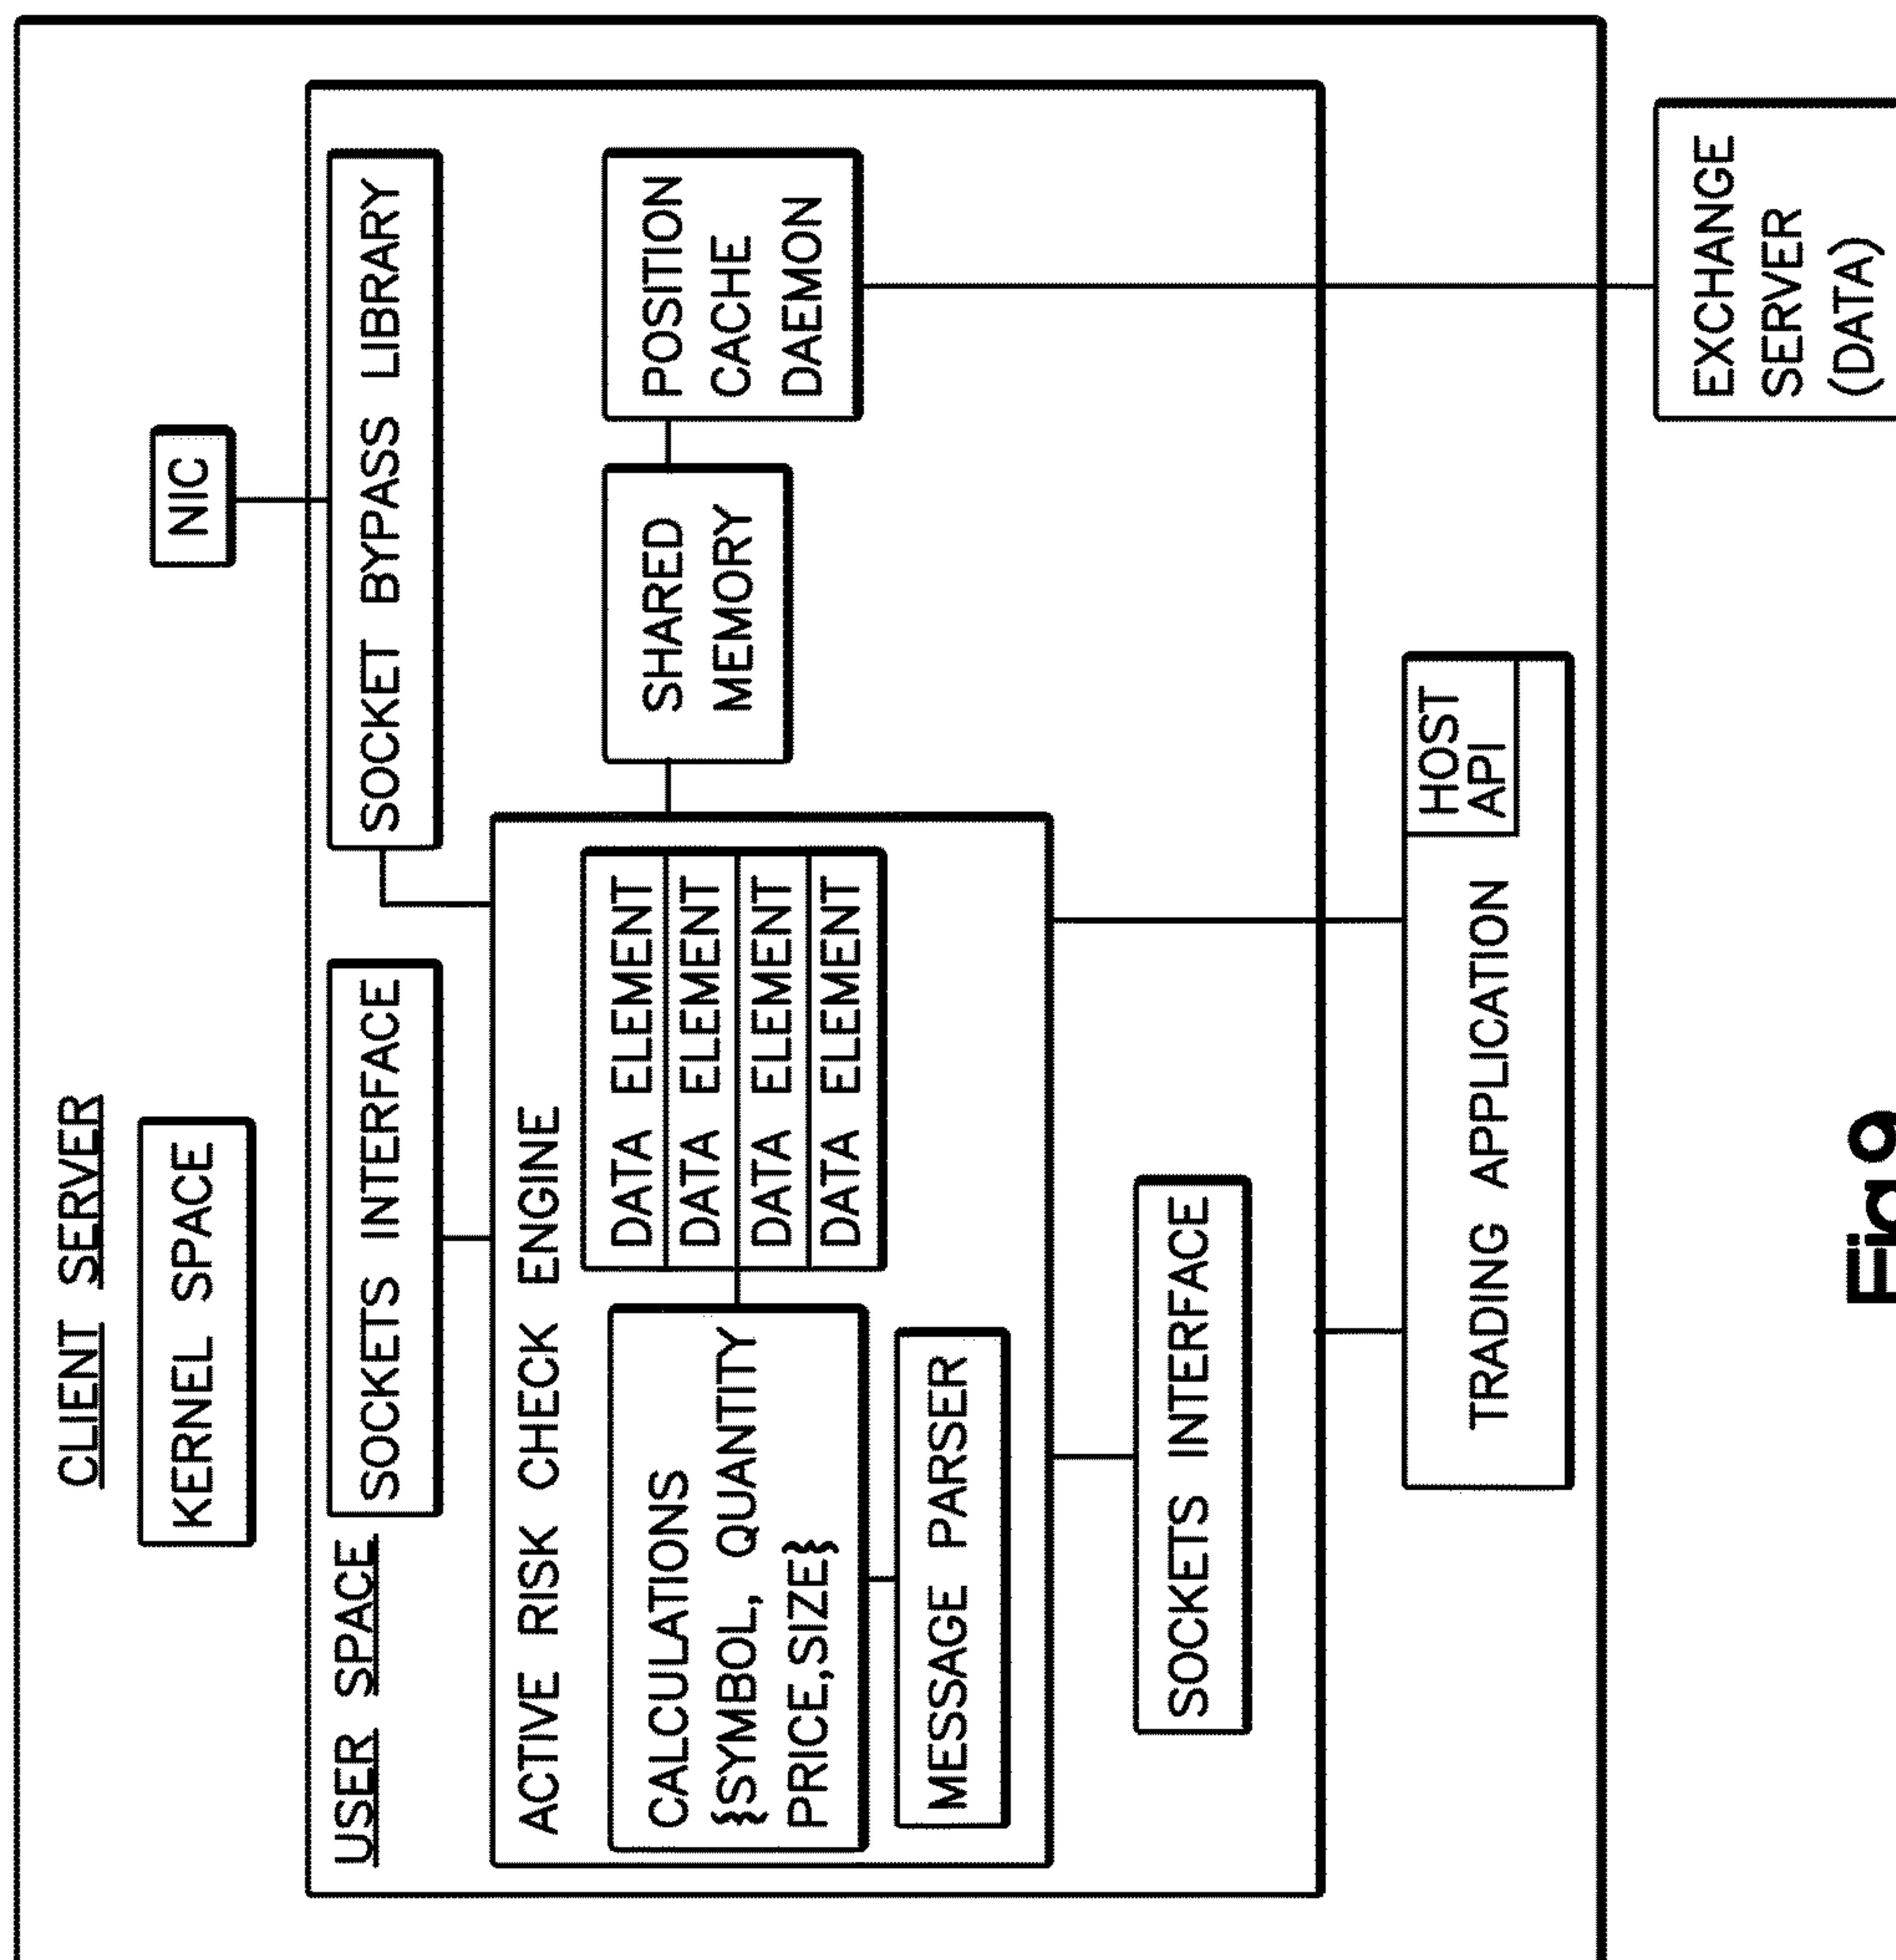 CLIENT SERVER
KERNEL SPACE
NIC
USER SPACE
SOCKETS INTERFACE
SOCKET BYPASS LIBRARY
ACTIVE RISK CHECK ENGINE
CALCULATIONS
{SYMBOL, QUANTITY
PRICE,SIZE}
DATA ELEMENT
DATA ELEMENT
DATA ELEMENT
DATA ELEMENT
MESSAGE PARSER
SHARED
MEMORY
POSITION
CACHE
DAEMON
SOCKETS INTERFACE
HOST
API
TRADING APPLICATION
EXCHANGE
SERVER
(DATA)
Fig.9